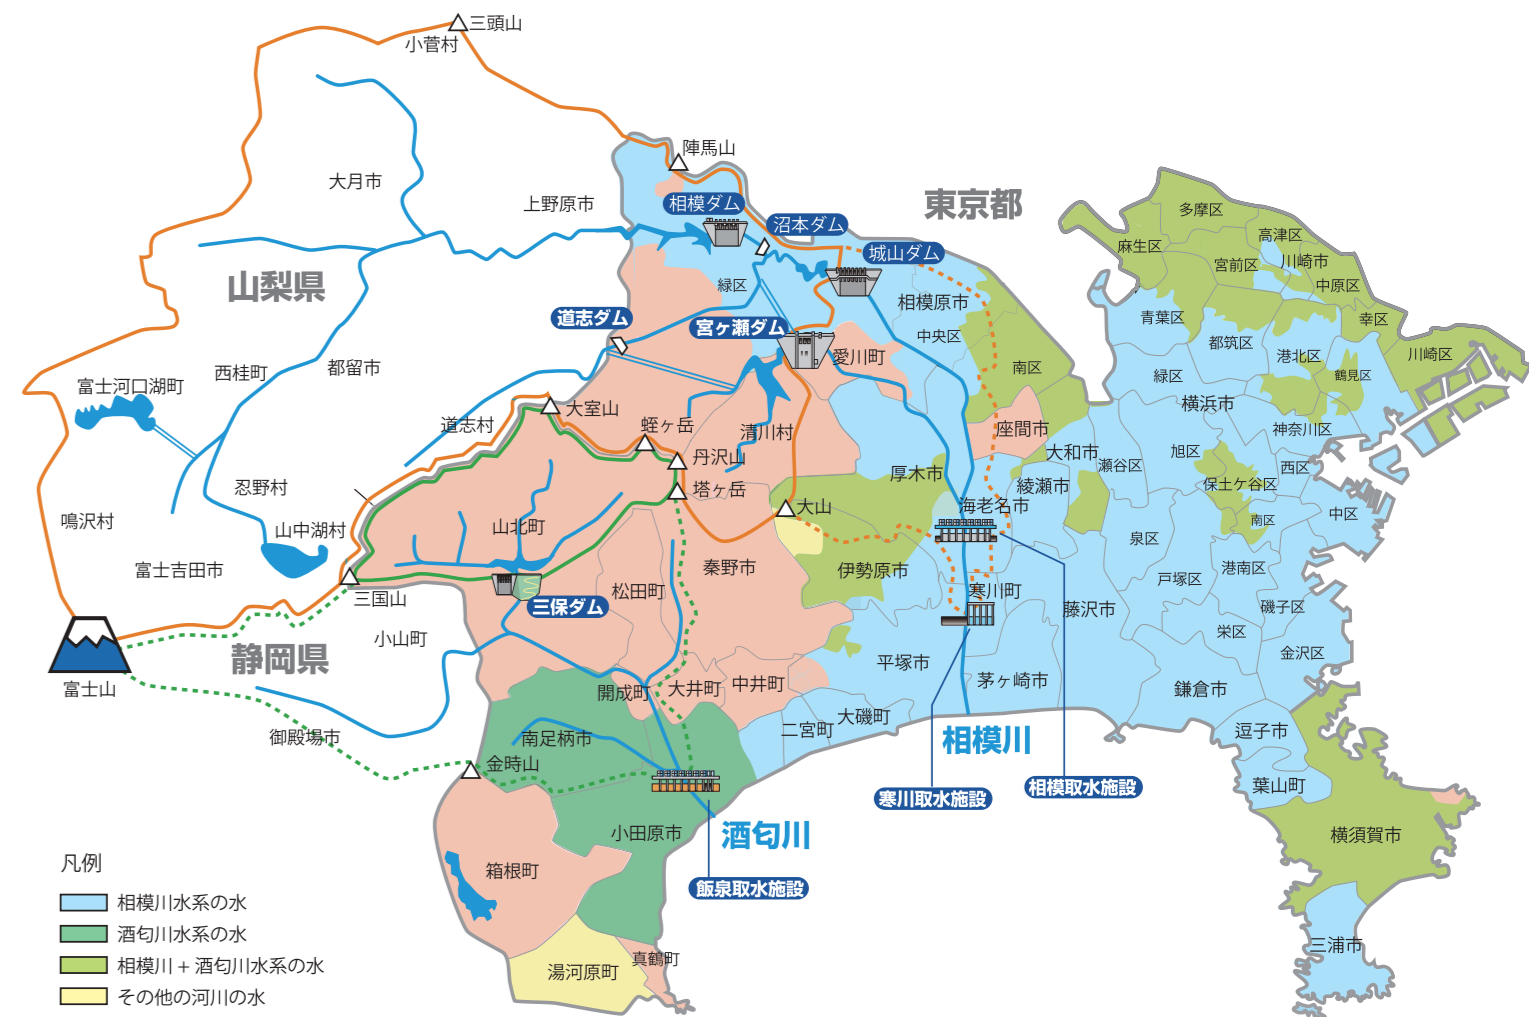 三頭山
小菅村
陣馬山
大月市
上野原市
相模ダム
東京都
沼本ダム
城山ダム
多摩区
麻生区
高津区
宮前区
川崎市
中原区
山梨県
緑区
相模原市
青葉区
幸区
道志ダム
宮ヶ瀬ダム
中央区
都筑区
港北区
川崎区
愛川町
南区
緑区
鶴見区
西桂町
都留市
富士河口湖町
大室山
横浜市
道志村
蛭ヶ岳
清川村
座間市
神奈川区
丹沢山
大和市
瀬谷区
旭区
西区
厚木市
忍野村
塔ヶ岳
綾瀬市
保土ケ谷区
大山
海老名市
鳴沢村
山中湖村
山北町
南区
中区
泉区
富士吉田市
秦野市
伊勢原市
港南区
三国山
松田町
寒川町
戸塚区
三保ダム
藤沢市
磯子区
小山町
栄区
静岡県
平塚市
金沢区
富士山
開成町
大井町
中井町
茅ヶ崎市
鎌倉市
大磯町
二宮町
逗子市
御殿場市
南足柄市
相模川
金時山
葉山町
相模取水施設
寒川取水施設
小田原市
酒匂川
横須賀市
凡例
箱根町
飯泉取水施設
相模川水系の水
酒匂川水系の水
三浦市
真鶴町
相模川＋酒匂川水系の水
湯河原町
その他の河川の水